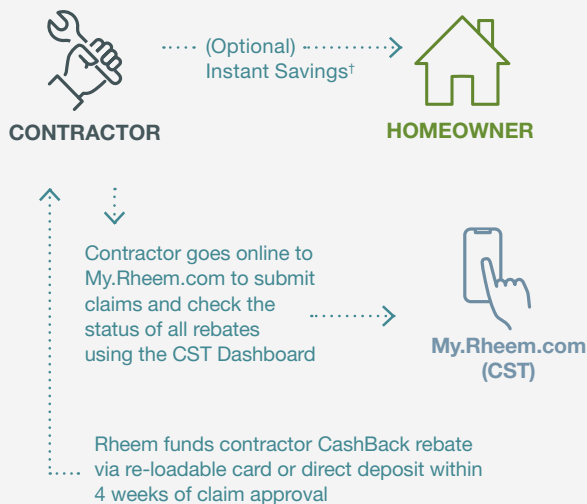 (Optional)
Instant Savings†
CONTRACTOR
HOMEOWNER
Contractor goes online to
My.Rheem.com to submit
claims and check the
status of all rebates
using the CST Dashboard
My.Rheem.com
(CST)
Rheem funds contractor CashBack rebate
via re-loadable card or direct deposit within
4 weeks of claim approval